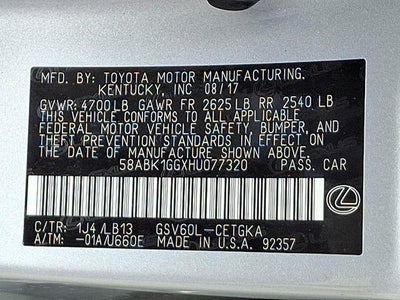 MFD. BY: TOYOTA MOTOR MANUFACTURING.
KENTUCKY, INC 08/17
GVWR: 4700LB GAWR FR 2625LB RR 2540 LB
THIS VEHICLE CONFORMS TO ALL APPLICABLE
FEDERAL MOTOR VEHICLE SAFETY, BUMPER, AND
THEFT PREVENTION STANDARDS IN EFFECT ON THE
DATE OF MANUFACTURE SHOWN ABOVE.
58ABK1GGXHU077320 PASS. CAR
C/TR: 1J4 /LB13 GSV60L-CETGKA
A/TM: -01A/U660E MADE IN U.S.A. 92357